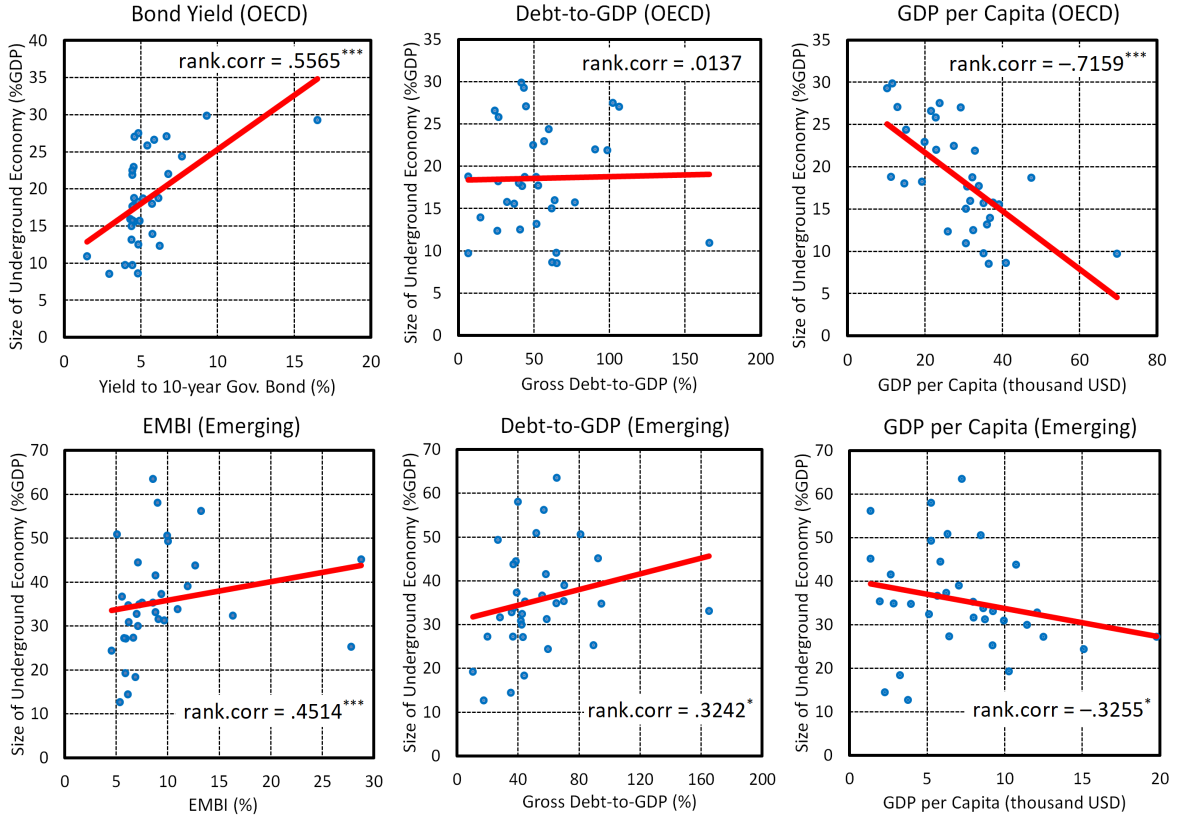 Bond Yield (OECD)
Size of Underground Economy (%GDP)
40
35
30
25
20
15
10
5
0
rank.corr = .5565***
0 5 10 15 20
Yield to 10-year Gov. Bond (%)
Debt-to-GDP (OECD)
Size of Underground Economy (%GDP)
35
30
25
20
15
10
5
0
rank.corr = .0137
0 50 100 150 200
Gross Debt-to-GDP (%)
GDP per Capita (OECD)
Size of Underground Economy (%GDP)
35
30
25
20
15
10
5
0
rank.corr = –.7159***
0 20 40 60 80
GDP per Capita (thousand USD)
EMBI (Emerging)
Size of Underground Economy (%GDP)
70
60
50
40
30
20
10
0
rank.corr = .4514***
0 5 10 15 20 25 30
EMBI (%)
Debt-to-GDP (Emerging)
Size of Underground Economy (%GDP)
70
60
50
40
30
20
10
0
rank.corr = .3242*
0 40 80 120 160 200
Gross Debt-to-GDP (%)
GDP per Capita (Emerging)
Size of Underground Economy (%GDP)
70
60
50
40
30
20
10
0
rank.corr = –.3255*
0 5 10 15 20
GDP per Capita (thousand USD)